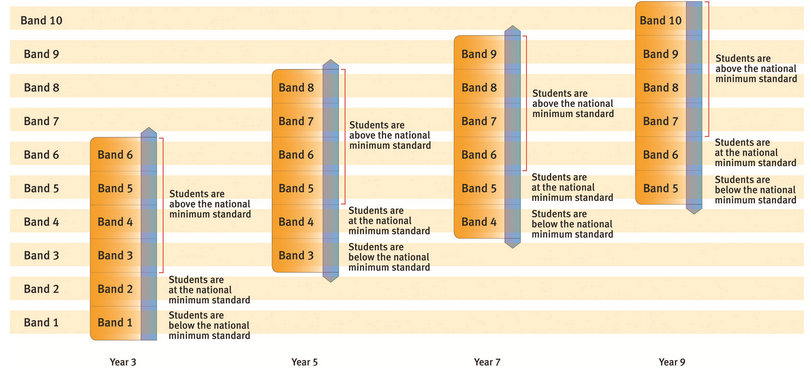 Band 10
Band 9
Band 8
Band 7
Band 6
Band 5
Band 4
Band 3
Band 2
Band 1
Band 6
Band 5
Band 4
Band 3
Band 2
Band 1
Students are
above the national
minimum standard
Students are
at the national
minimum standard
Students are
below the national
minimum standard
Year 3
Band 8
Band 7
Band 6
Band 5
Band 4
Band 3
Students are
above the national
minimum standard
Students are
at the national
minimum standard
Students are
below the national
minimum standard
Year 5
Band 9
Band 8
Band 7
Band 6
Band 5
Band 4
Students are
above the national
minimum standard
Students are
at the national
minimum standard
Students are
below the national
minimum standard
Year 7
Band 10
Band 9
Band 8
Band 7
Band 6
Band 5
Students are
above the national
minimum standard
Students are
at the national
minimum standard
Students are
below the national
minimum standard
Year 9